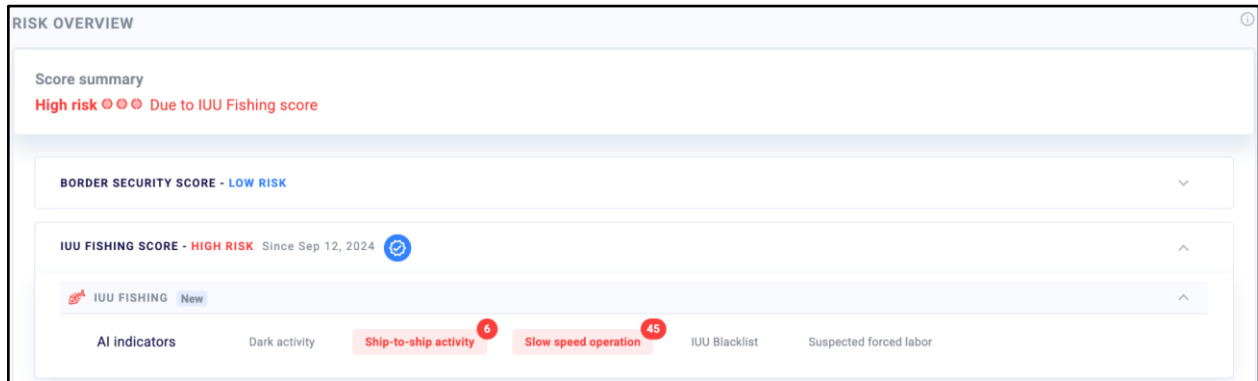 RISK OVERVIEW
Score summary
High risk Due to IUU Fishing score
BORDER SECURITY SCORE - LOW RISK
IUU FISHING SCORE - HIGH RISK Since Sep 12, 2024
IUU FISHING New
AI indicators Dark activity Ship-to-ship activity 6 Slow speed operation 45 IUU Blacklist Suspected forced labor